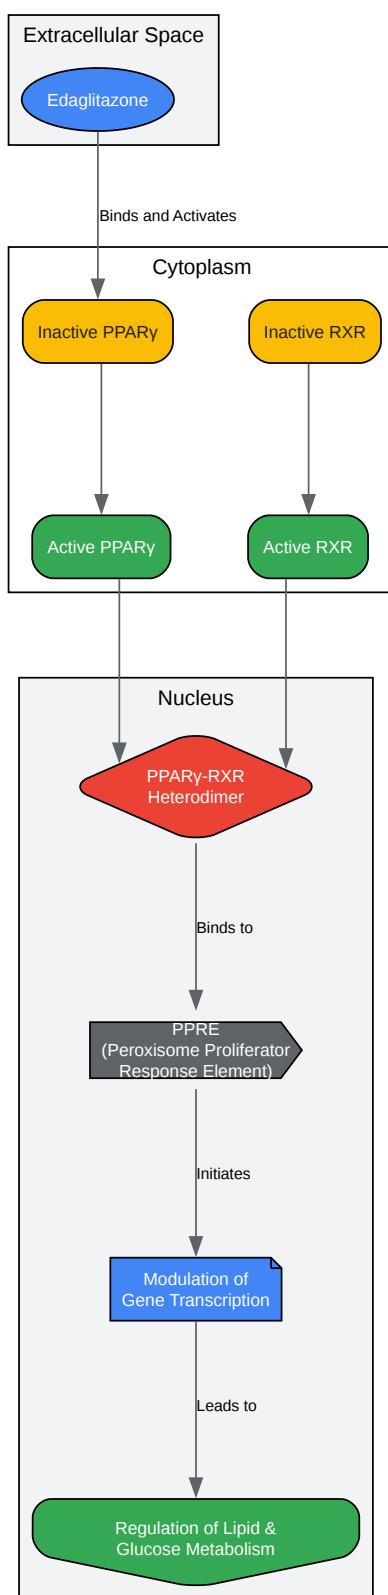 Extracellular Space
Edaglitazone
Binds and Activates
Cytoplasm
Inactive PPARγ
Inactive RXR
Active PPARγ
Active RXR
Nucleus
PPARγ-RXR
Heterodimer
Binds to
PPRE
(Peroxisome Proliferator
Response Element)
Initiates
Modulation of
Gene Transcription
Leads to
Regulation of Lipid &
Glucose Metabolism